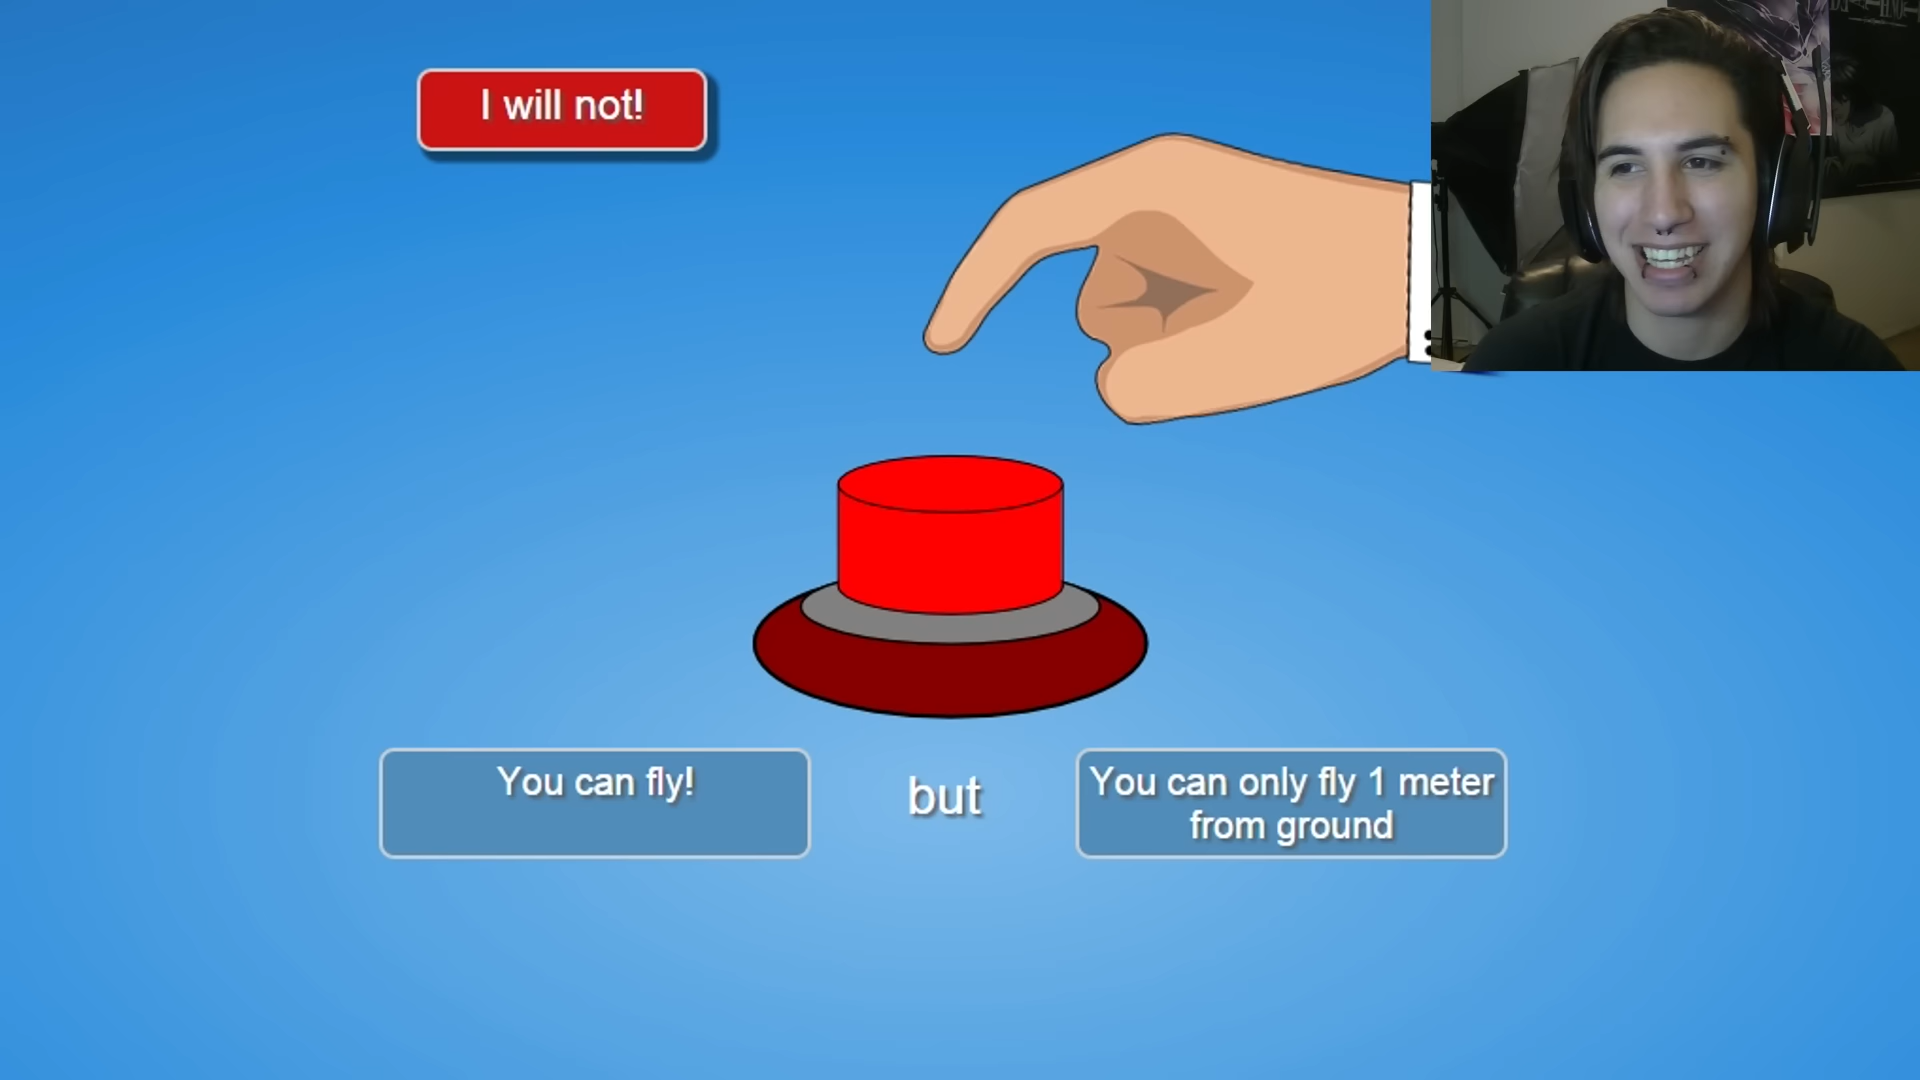 I will not!
You can fly!
but
You can only fly 1 meter
from ground